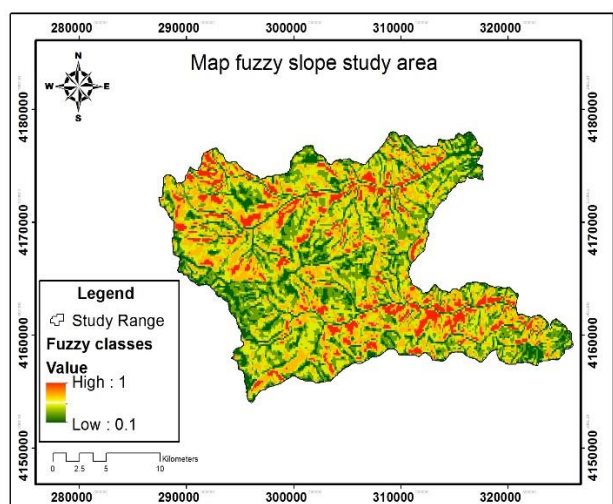 280000 290000 300000 310000 320000
Map fuzzy slope study area
N
W E
S
4180000 4180000
4170000 4170000
4160000 4160000
4150000 4150000
Legend
Study Range
Fuzzy classes
Value
High : 1
Low : 0.1
Kilometers
0 2.5 5 10
280000 290000 300000 310000 320000